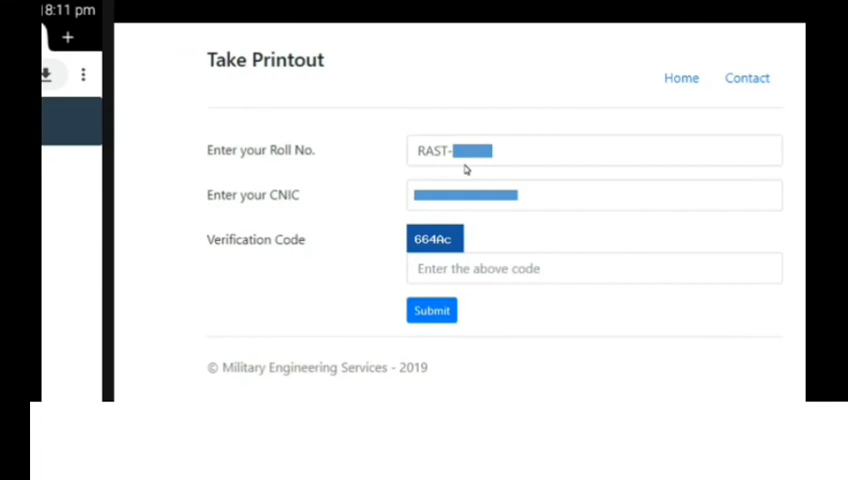 8:11 pm
Take Printout
Home Contact
Enter your Roll No. RAST-
Enter your CNIC
Verification Code 664Ac
Enter the above code
Submit
© Military Engineering Services - 2019